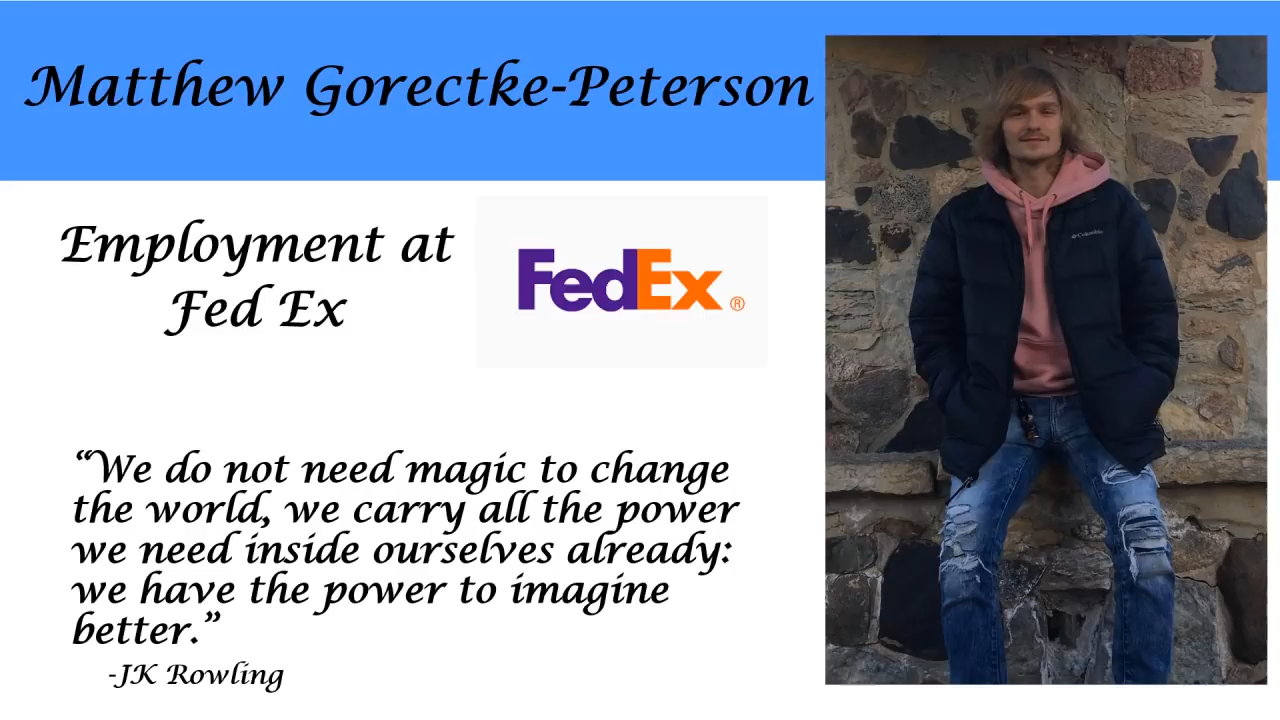 Matthew Gorectke-Peterson
Employment at
Fed Ex
FedEx®
Columbia
“We do not need magic to change
the world, we carry all the power
we need inside ourselves already:
we have the power to imagine
better.”
-JK Rowling